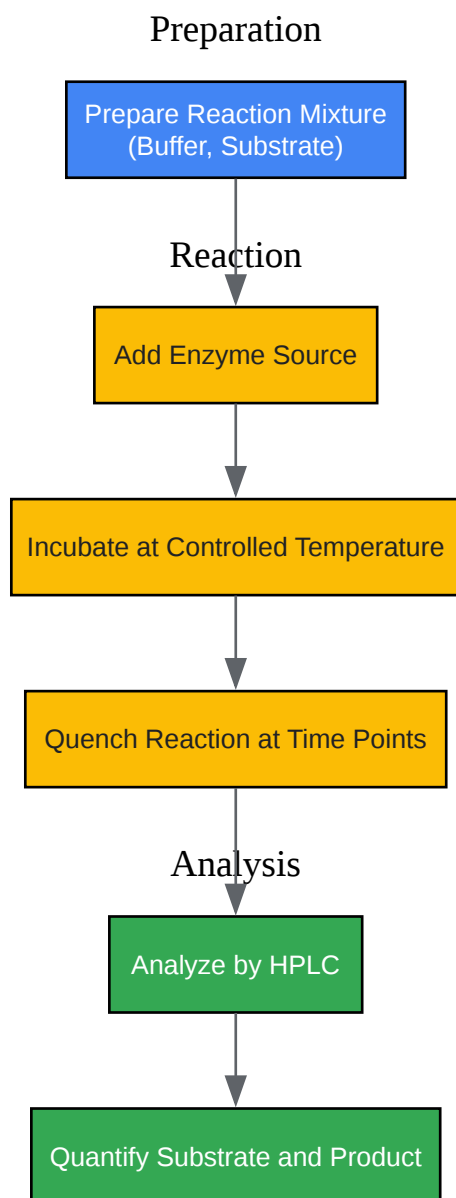 Preparation
Prepare Reaction Mixture
(Buffer, Substrate)
Reaction
Add Enzyme Source
Incubate at Controlled Temperature
Quench Reaction at Time Points
Analysis
Analyze by HPLC
Quantify Substrate and Product